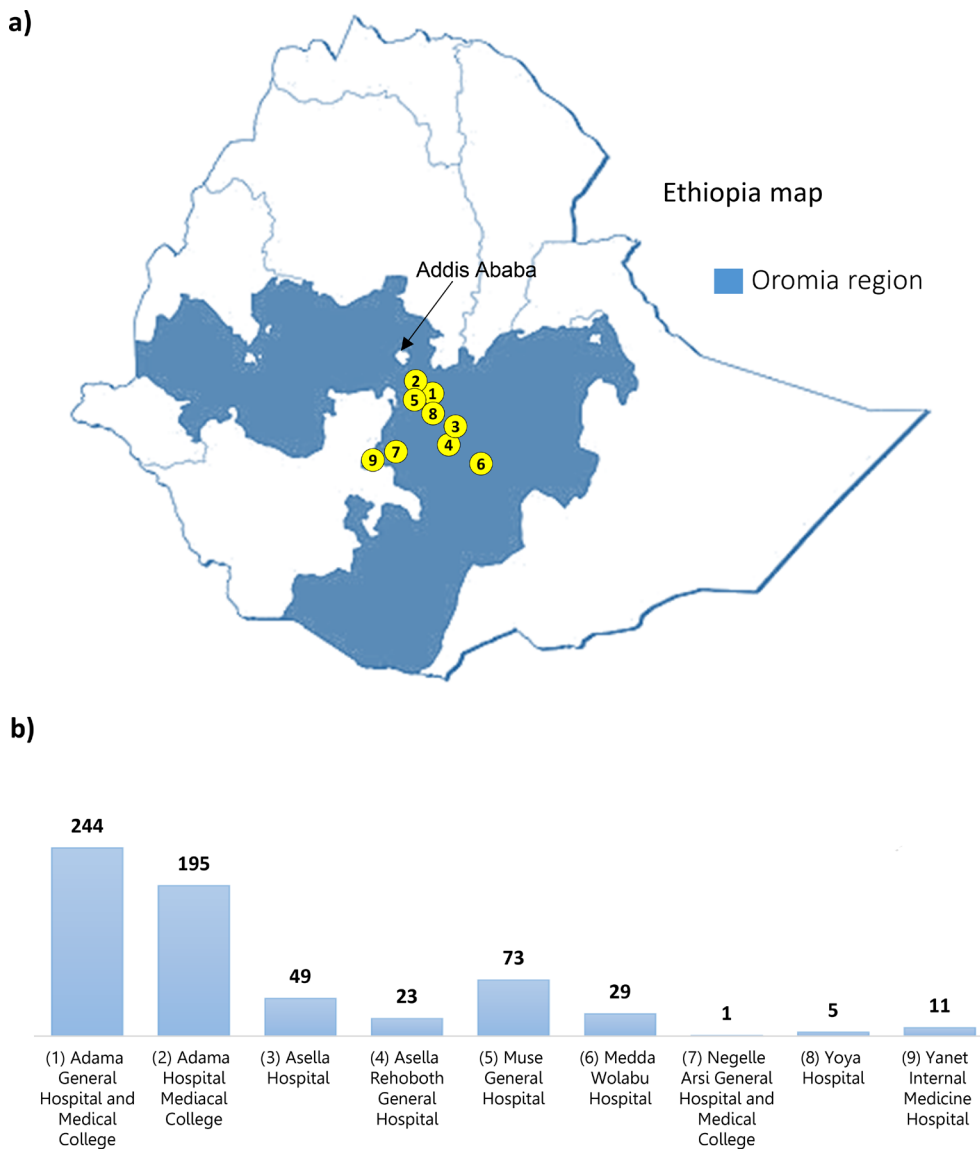 a)
Ethiopia map
Addis Ababa
Oromia region
2
1
5
8
3
4
7
9
6
b)
244
195
49
23
73
29
1
5
11
(1) Adama
General
Hospital and
Medical
College
(2) Adama
Hospital
Mediacal
College
(3) Asella
Hospital
(4) Asella
Rehoboth
General
Hospital
(5) Muse
General
Hospital
(6) Medda
Wolabu
Hospital
(7) Negelle
Arsi General
Hospital and
Medical
College
(8) Yoya
Hospital
(9) Yanet
Internal
Medicine
Hospital